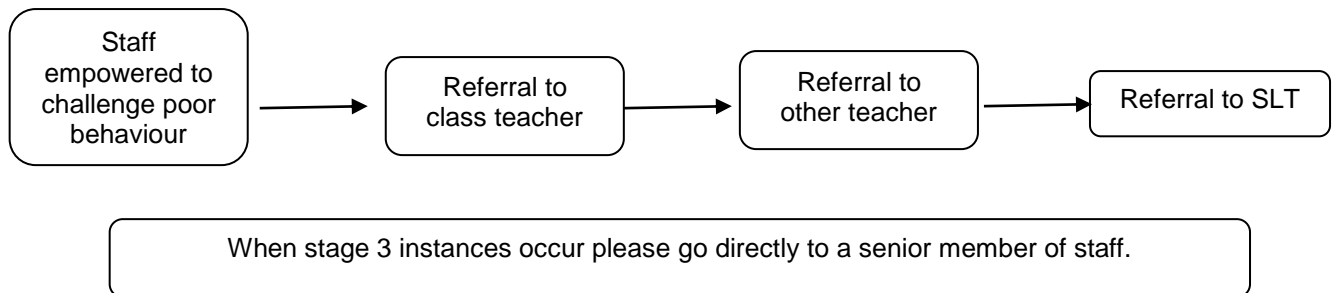 Staff
empowered to
challenge poor
behaviour
Referral to
class teacher
Referral to
other teacher
Referral to SLT
When stage 3 instances occur please go directly to a senior member of staff.